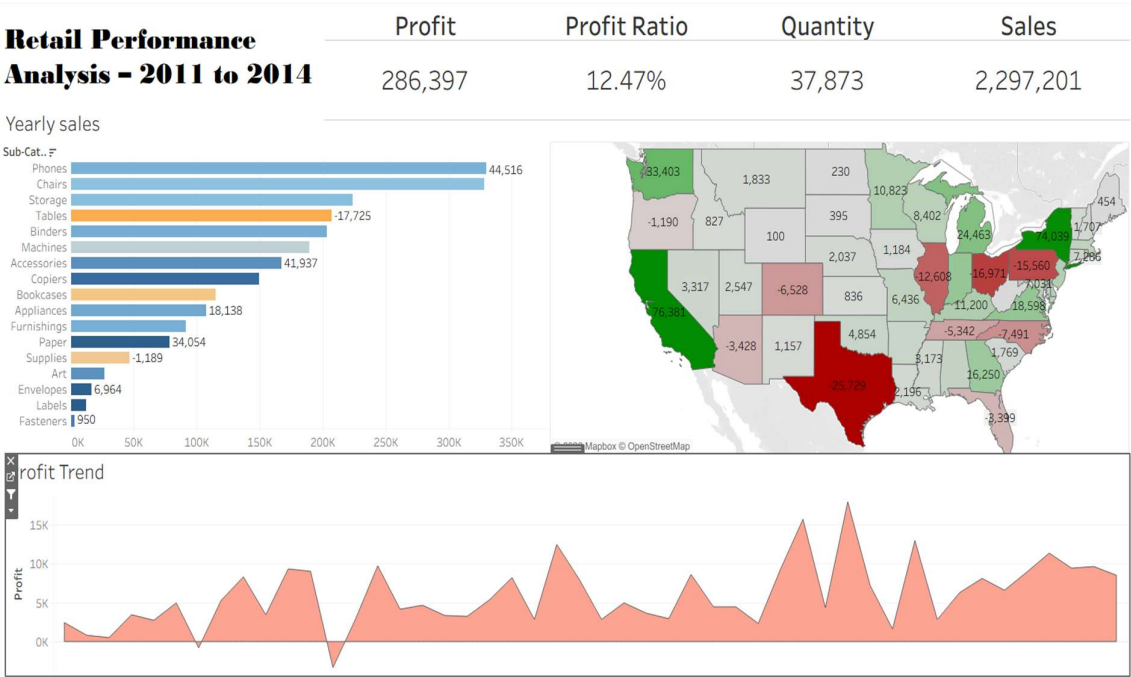 Retail Performance
Analysis – 2011 to 2014
Profit
Profit Ratio
Quantity
Sales
286,397
12.47%
37,873
2,297,201
Yearly sales
Sub-Cat..
Phones 44,516
Chairs
Storage
Tables -17,725
Binders
Machines
Accessories 41,937
Copiers
Bookcases
Appliances 18,138
Furnishings
Paper 34,054
Supplies -1,189
Art
Envelopes 6,964
Labels
Fasteners 950
0K 50K 100K 150K 200K 250K 300K 350K
33,403
1,833
230
10,823
454
-1,190
827
395
8,402
24,463
74,039
1,707
100
2,037
1,184
7,286
76,381
3,317
2,547
-6,528
836
6,436
-12,608
-16,971
-15,560
7,031
11,200
18,598
-3,428
1,157
4,854
-5,342
-7,491
3,173
1,769
16,250
-25,729
2,196
-3,399
Mapbox © OpenStreetMap
rofit Trend
Profit
15K
10K
5K
0K